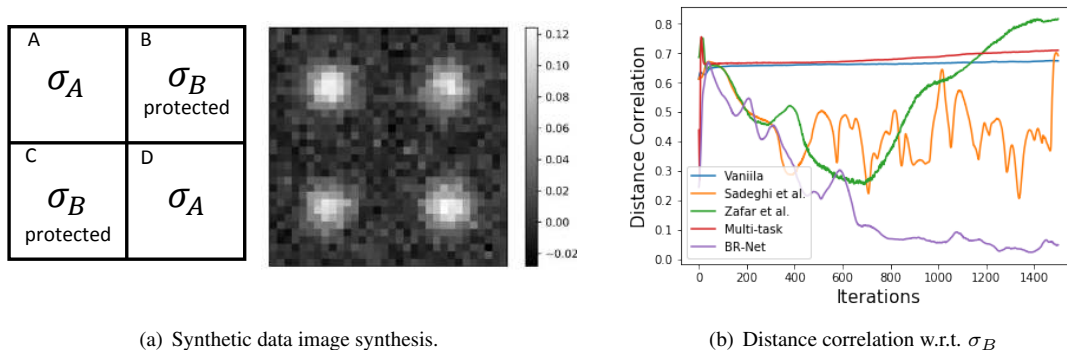 A
σA
B
σB
protected
C
σB
protected
D
σA
0.12
0.10
0.08
0.06
0.04
0.02
0.00
−0.02
(a) Synthetic data image synthesis.
Distance Correlation
0.8
0.7
0.6
0.5
0.4
0.3
0.2
0.1
0.0
Vaniila
Sadeghi et al.
Zafar et al.
Multi-task
BR-Net
0 200 400 600 800 1000 1200 1400
Iterations
(b) Distance correlation w.r.t. σB